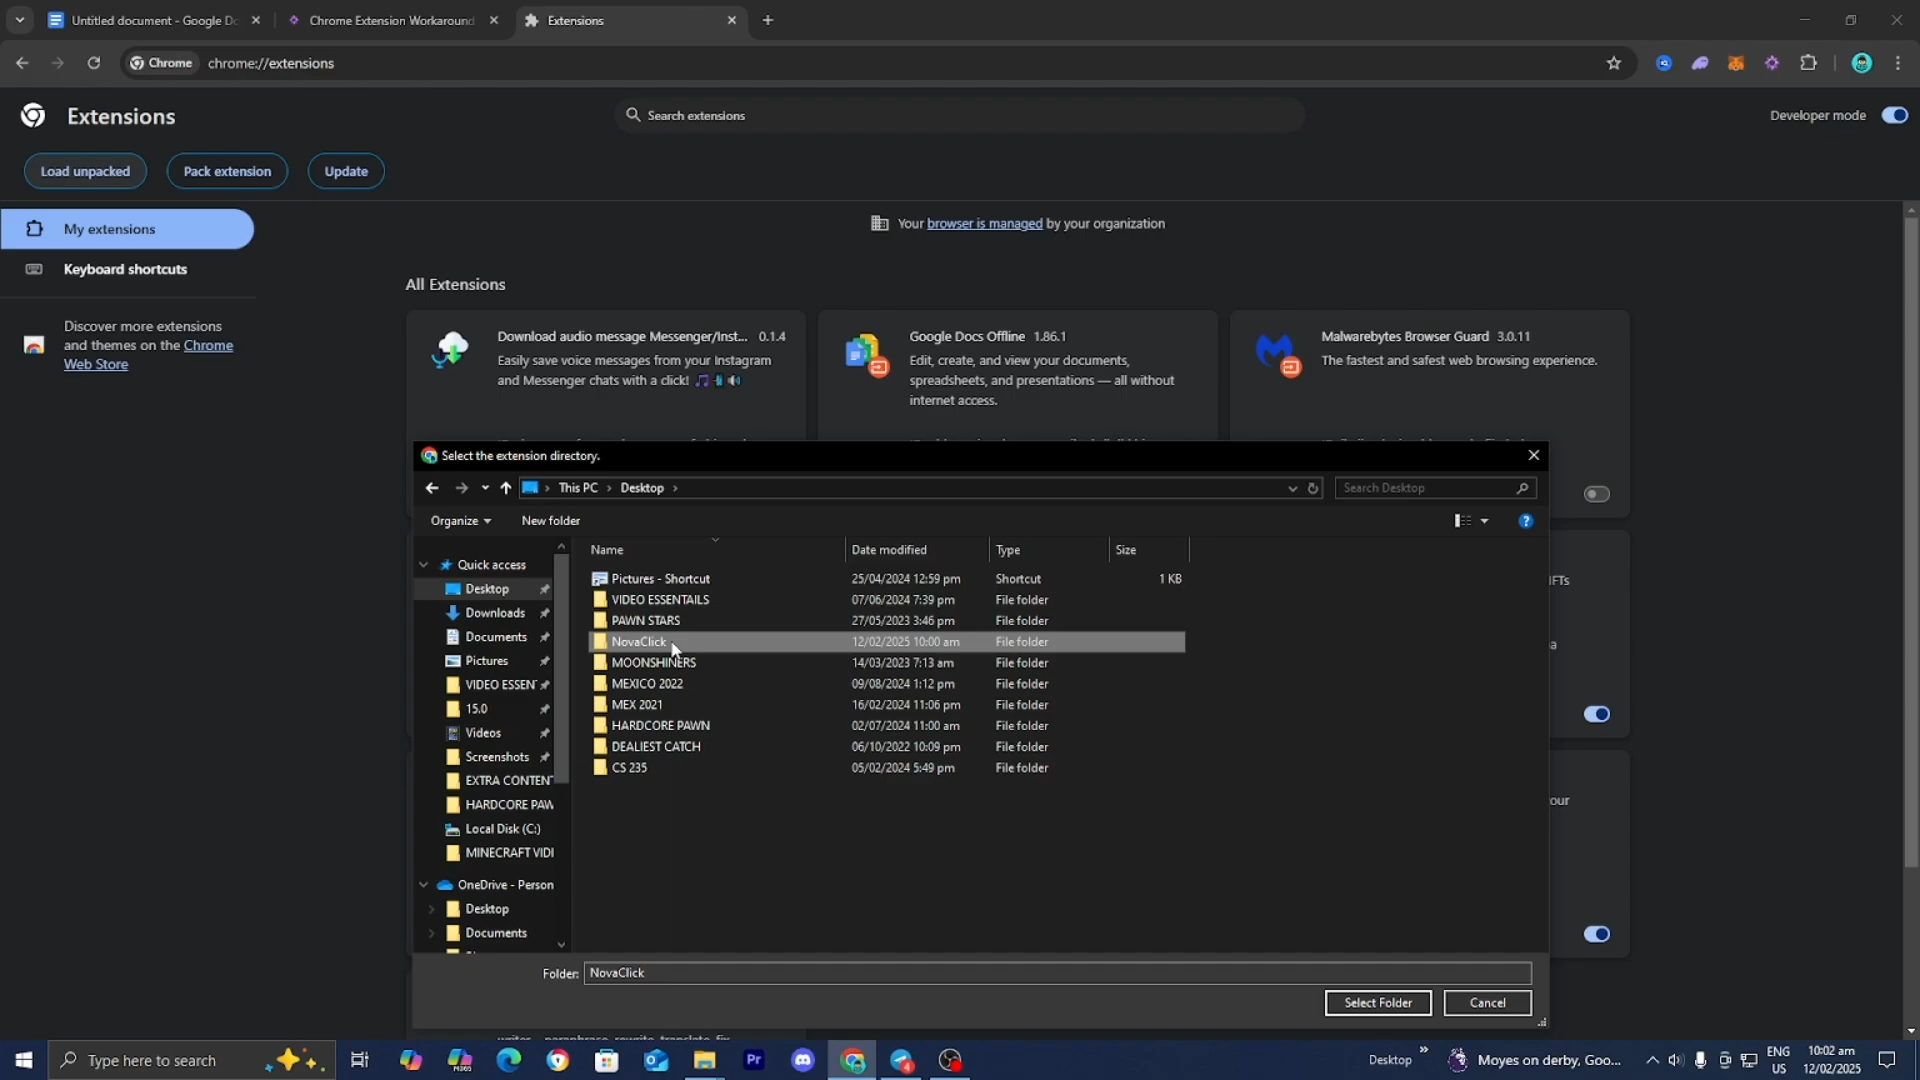 Untitled document - Google Do
Chrome Extension Workaround
Extensions
Chrome
chrome://extensions
Extensions
Search extensions
Developer mode
Load unpacked
Pack extension
Update
My extensions
Keyboard shortcuts
Discover more extensions
and themes on the Chrome
Web Store
Your browser is managed by your organization
All Extensions
Download audio message Messenger/Inst... 0.1.4
Easily save voice messages from your Instagram
and Messenger chats with a click!
Google Docs Offline 1.86.1
Edit, create, and view your documents,
spreadsheets, and presentations — all without
internet access.
Malwarebytes Browser Guard 3.0.11
The fastest and safest web browsing experience.
Select the extension directory.
This PC › Desktop ›
Search Desktop
Organize
New folder
Name
Date modified
Type
Size
Quick access
Desktop
Downloads
Documents
Pictures
VIDEO ESSEN
15.0
Videos
Screenshots
EXTRA CONTEN
HARDCORE PAW
Local Disk (C:)
MINECRAFT VIDI
OneDrive - Person
Desktop
Documents
Pictures - Shortcut 25/04/2024 12:59 pm Shortcut 1 KB
VIDEO ESSENTAILS 07/06/2024 7:39 pm File folder
PAWN STARS 27/05/2023 3:46 pm File folder
NovaClick 12/02/2025 10:00 am File folder
MOONSHINERS 14/03/2023 7:13 am File folder
MEXICO 2022 09/08/2024 1:12 pm File folder
MEX 2021 16/02/2024 11:06 pm File folder
HARDCORE PAWN 02/07/2024 11:00 am File folder
DEALIEST CATCH 06/10/2022 10:09 pm File folder
CS 235 05/02/2024 5:49 pm File folder
FTs
a
our
Folder: NovaClick
Select Folder
Cancel
Type here to search
Desktop
Moyes on derby, Goo...
ENG
US
10:02 am
12/02/2025